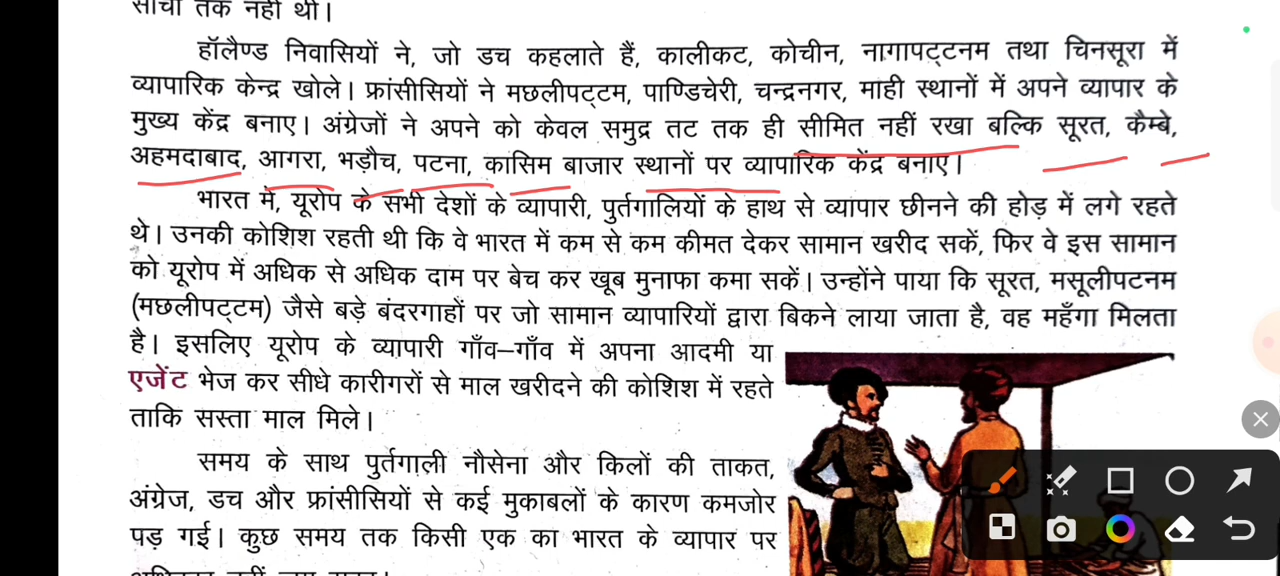 सोचा तक नहीं थी।
हॉलैण्ड निवासियों ने, जो डच कहलाते हैं, कालीकट, कोचीन, नागापट्टनम तथा चिनसूरा में
व्यापारिक केन्द्र खोले। फ्रांसीसियों ने मछलीपट्टम, पाण्डिचेरी, चन्द्रनगर, माही स्थानों में अपने व्यापार के
मुख्य केंद्र बनाए। अंग्रेजों ने अपने को केवल समुद्र तट तक ही सीमित नहीं रखा बल्कि सूरत, कैम्बे,
अहमदाबाद, आगरा, भड़ौच, पटना, कासिम बाजार स्थानों पर व्यापारिक केंद्र बनाए।
भारत में, यूरोप के सभी देशों के व्यापारी, पुर्तगालियों के हाथ से व्यापार छीनने की होड़ में लगे रहते
थे। उनकी कोशिश रहती थी कि वे भारत में कम से कम कीमत देकर सामान खरीद सकें, फिर वे इस सामान
को यूरोप में अधिक से अधिक दाम पर बेच कर खूब मुनाफा कमा सकें। उन्होंने पाया कि सूरत, मसूलीपटनम
(मछलीपट्टम) जैसे बड़े बंदरगाहों पर जो सामान व्यापारियों द्वारा बिकने लाया जाता है, वह महँगा मिलता
है। इसलिए यूरोप के व्यापारी गाँव–गाँव में अपना आदमी या
एजेंट भेज कर सीधे कारीगरों से माल खरीदने की कोशिश में रहते
ताकि सस्ता माल मिले।
समय के साथ पुर्तगाली नौसेना और किलों की ताकत,
अंग्रेज, डच और फ्रांसीसियों से कई मुकाबलों के कारण कमजोर
पड़ गई। कुछ समय तक किसी एक का भारत के व्यापार पर